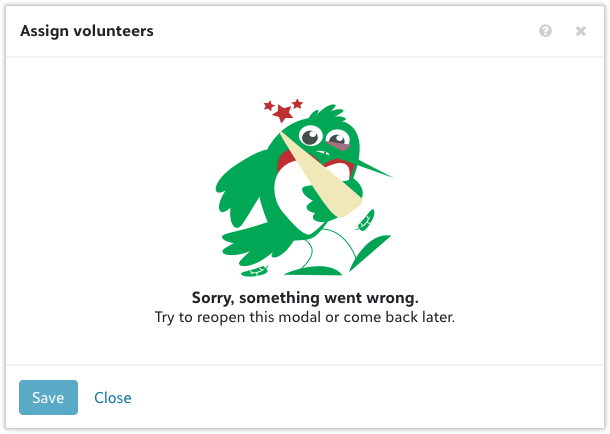 Assign volunteers
Sorry, something went wrong.
Try to reopen this modal or come back later.
Save Close